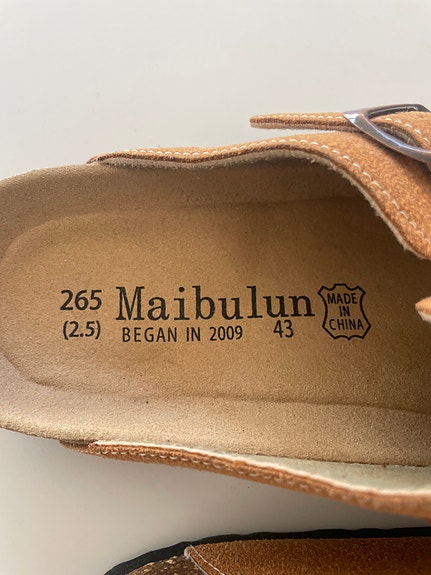 265
(2.5)
Maibulun
BEGAN IN 2009 43
MADE
IN
CHINA